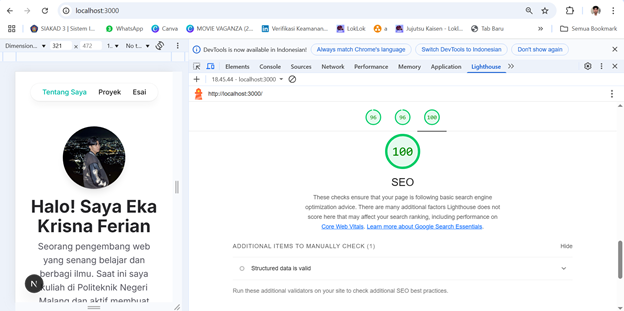 localhost:3000
SIAKAD 3 | Sistem I...
WhatsApp
Canva
MOVIE VAGANZA (2...
Verifikasi Keamanan...
LokLok
a
Jujutsu Kaisen - Lokl...
Tab Baru
»
Semua Bookmark
Dimension... 321 × 472 1. No t...
DevTools is now available in Indonesian!
Always match Chrome's language
Switch DevTools to Indonesian
Don't show again
Elements Console Sources Network Performance Memory Application Lighthouse »
18.45.44 - localhost:3000
http://localhost:3000/
Tentang Saya Proyek Esai
Halo! Saya Eka
Krisna Ferian
Seorang pengembang web
yang senang belajar dan
berbagi ilmu. Saat ini saya
kuliah di Politeknik Negeri
Malang dan aktif membuat
N
96 96 100
100
SEO
These checks ensure that your page is following basic search engine
optimization advice. There are many additional factors Lighthouse does not
score here that may affect your search ranking, including performance on
Core Web Vitals. Learn more about Google Search Essentials.
ADDITIONAL ITEMS TO MANUALLY CHECK (1) Hide
Structured data is valid
Run these additional validators on your site to check additional SEO best practices.